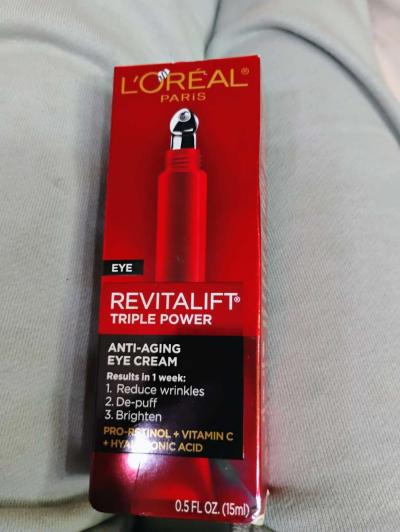 L'ORÉAL®
PARIS
EYE
REVITALIFT®
TRIPLE POWER
ANTI-AGING
EYE CREAM
Results in 1 week:
1. Reduce wrinkles
2. De-puff
3. Brighten
PRO-RETINOL + VITAMIN C
+ HYALURONIC ACID
0.5 FL OZ. (15ml)